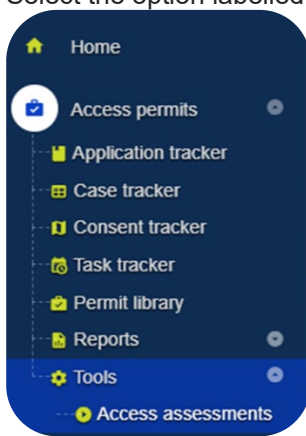 Select the option labelled
Home
Access permits
Application tracker
Case tracker
Consent tracker
Task tracker
Permit library
Reports
Tools
Access assessments